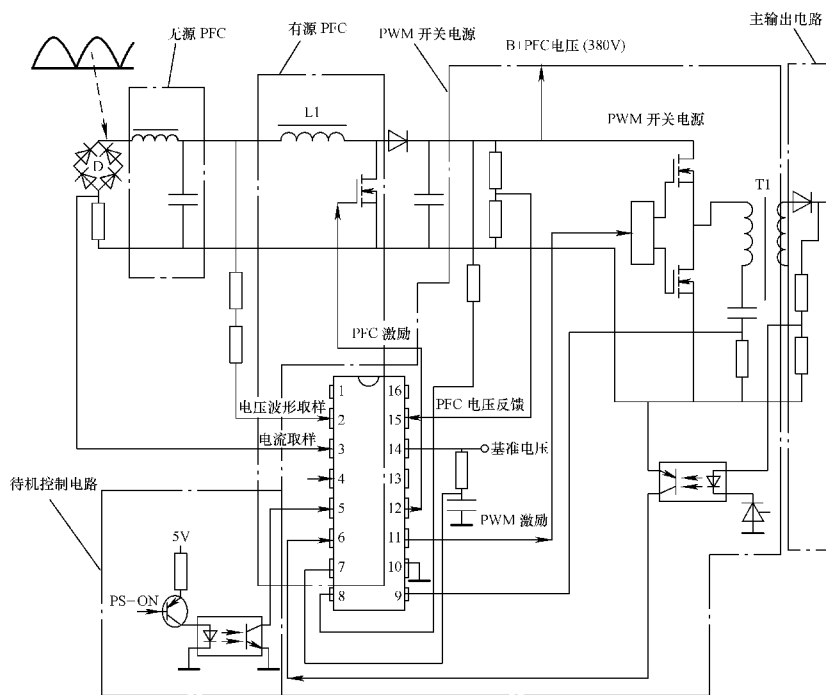 无源 PFC
有源 PFC
PWM 开关电源
主输出电路
B+PFC电压 (380V)
L1
PWM 开关电源
D
T1
PFC 激励
1
16
电压波形取样
2
15
PFC 电压反馈
电流取样
3
14
基准电压
4
13
待机控制电路
5
12
PWM 激励
5V
6
11
7
10
PS-ON
8
9